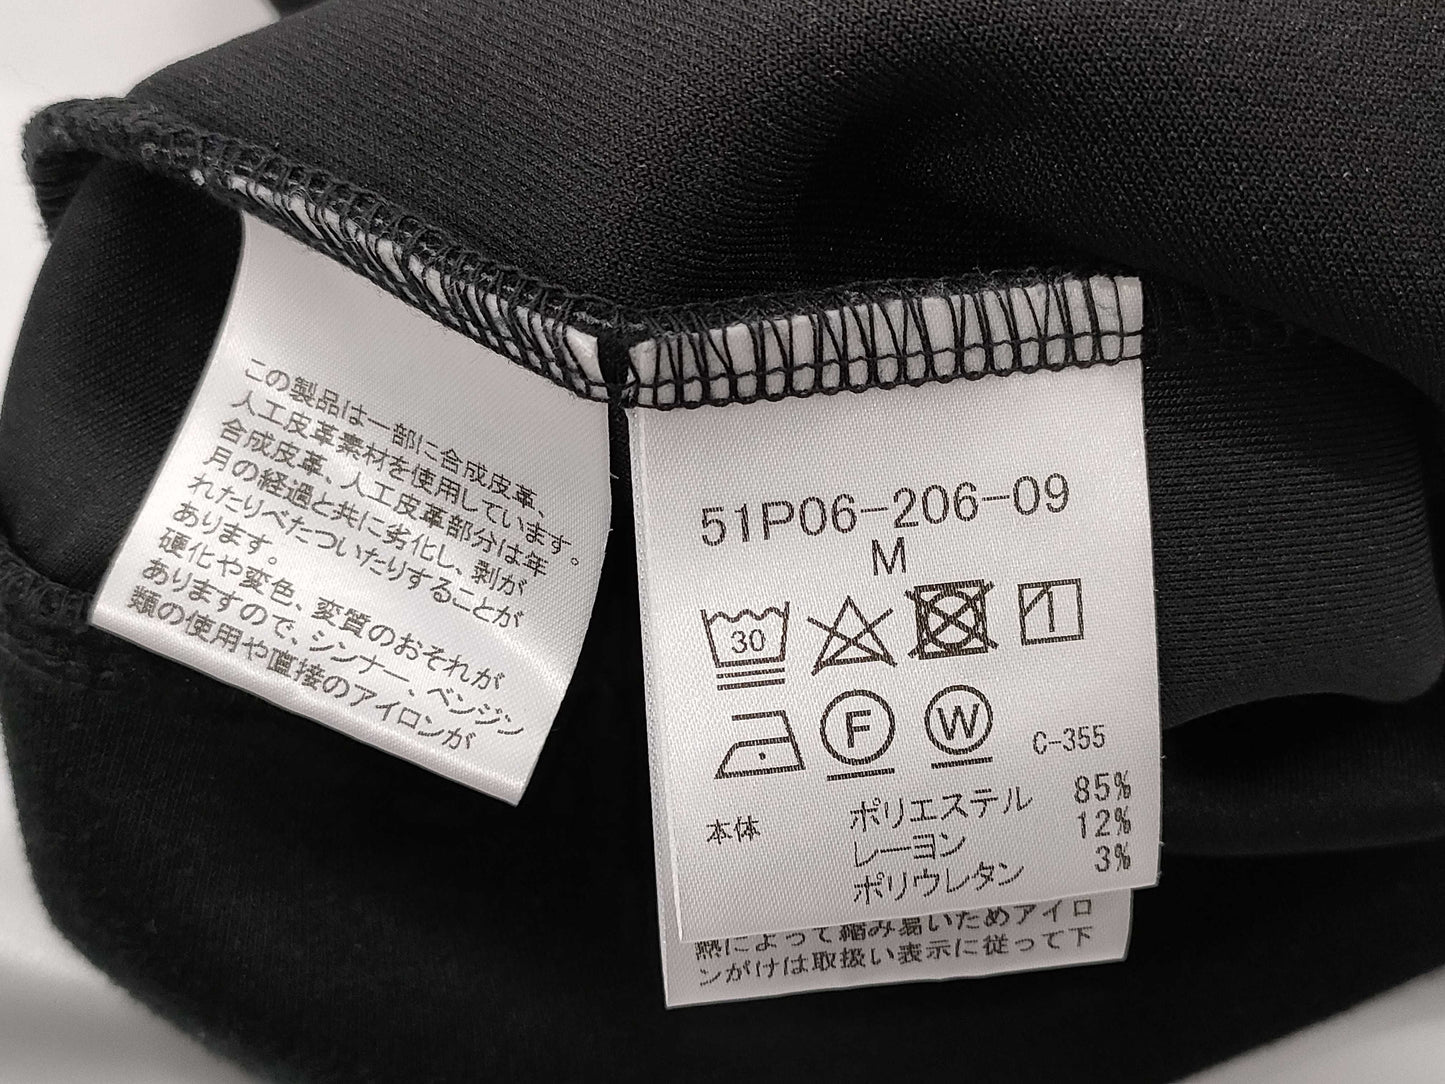 この製品は一部に合成皮革、
人工皮革素材を使用しています。
合成皮革、人工皮革部分は年
月の経過と共に劣化し、剥が
れたりべたついたりすることが
あります。
硬化や変色、変質のおそれが
ありますので、シンナー、ベンジン
類の使用や直接のアイロンが
51P06-206-09
M
30
F
W
C-355
本体 ポリエステル 85%
レーヨン 12%
ポリウレタン 3%
熱によって縮み易いためアイロ
ンがけは取扱い表示に従って下